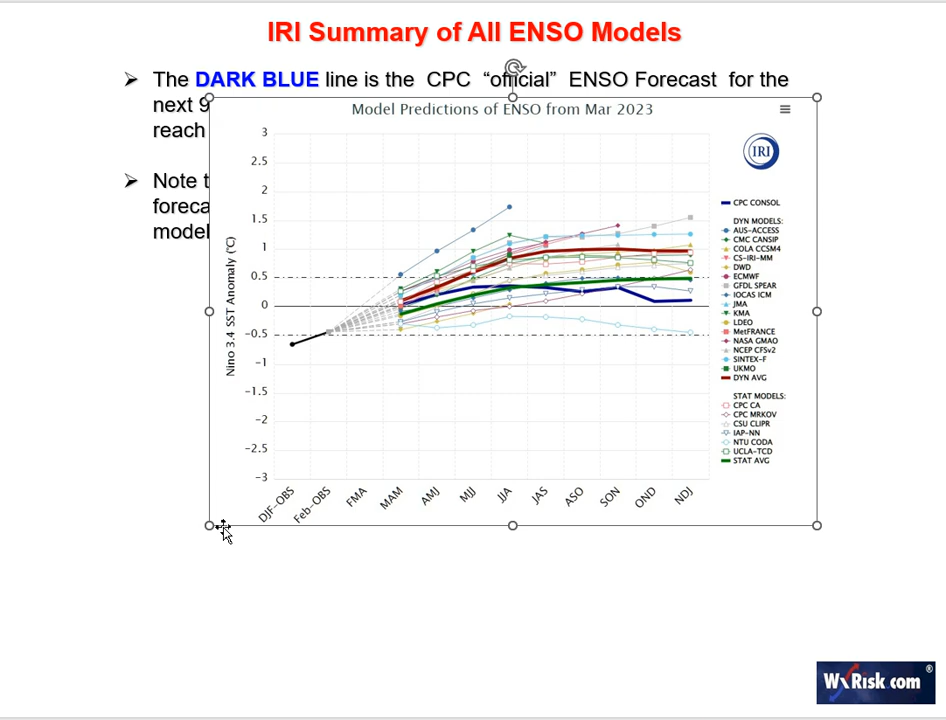 IRI Summary of All ENSO Models
➢ The DARK BLUE line is the CPC “official” ENSO Forecast for the
next 9
reach
➢ Note t
foreca
model
Model Predictions of ENSO from Mar 2023
IRI
Nino 3.4 SST Anomaly (°C)
3
2.5
2
1.5
1
0.5
0
−0.5
−1
−1.5
−2
−2.5
−3
DJF-OBS
Feb-OBS
FMA
MAM
AMJ
MJJ
JJA
JAS
ASO
SON
OND
NDJ
CPC CONSOL
DYN MODELS:
AUS-ACCESS
CMC CANSIP
COLA CCSM4
CS-IRI-MM
DWD
ECMWF
GFDL SPEAR
IOCAS ICM
JMA
KMA
LDEO
MetFRANCE
NASA GMAO
NCEP CFSv2
SINTEX-F
UKMO
DYN AVG
STAT MODELS:
CPC CA
CPC MRKOV
CSU CLIPR
IAP-NN
NTU CODA
UCLA-TCD
STAT AVG
WxRisk.com ®